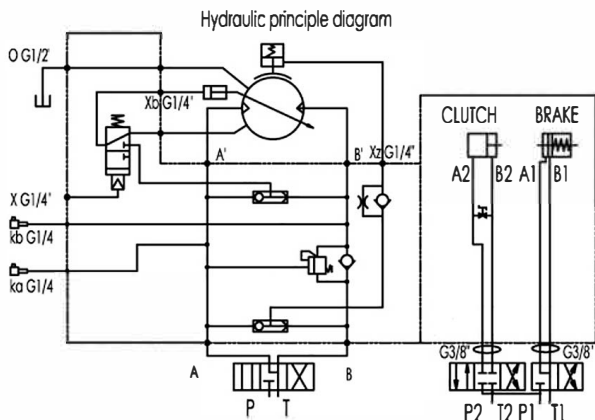 Hydraulic principle diagram
O G1/2'
Xb G1/4'
CLUTCH BRAKE
A' B' Xz G1/4"
A2 B2 A1 B1
X G1/4'
kb G1/4
ka G1/4
G3/8" G3/8'
A B
P T
P2 T2 P1 T1